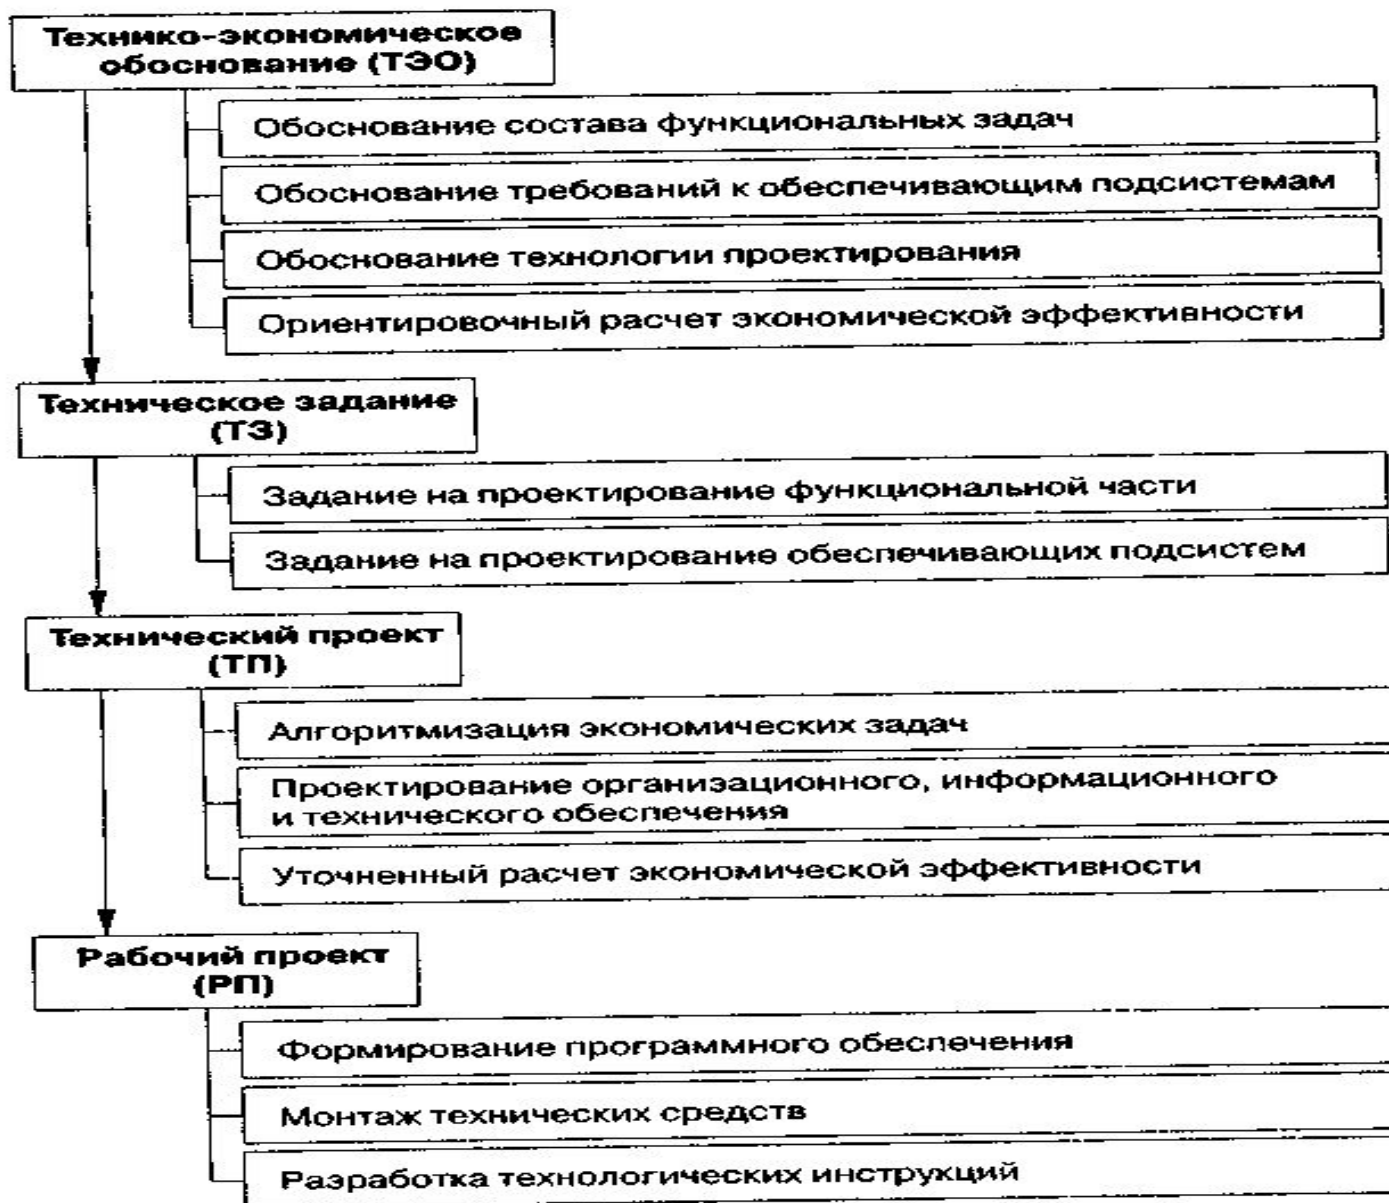 Технико-экономическое
обоснование (ТЭО)
Обоснование состава функциональных задач
Обоснование требований к обеспечивающим подсистемам
Обоснование технологии проектирования
Ориентировочный расчет экономической эффективности
Техническое задание
(ТЗ)
Задание на проектирование функциональной части
Задание на проектирование обеспечивающих подсистем
Технический проект
(ТП)
Алгоритмизация экономических задач
Проектирование организационного, информационного
и технического обеспечения
Уточненный расчет экономической эффективности
Рабочий проект
(РП)
Формирование программного обеспечения
Монтаж технических средств
Разработка технологических инструкций